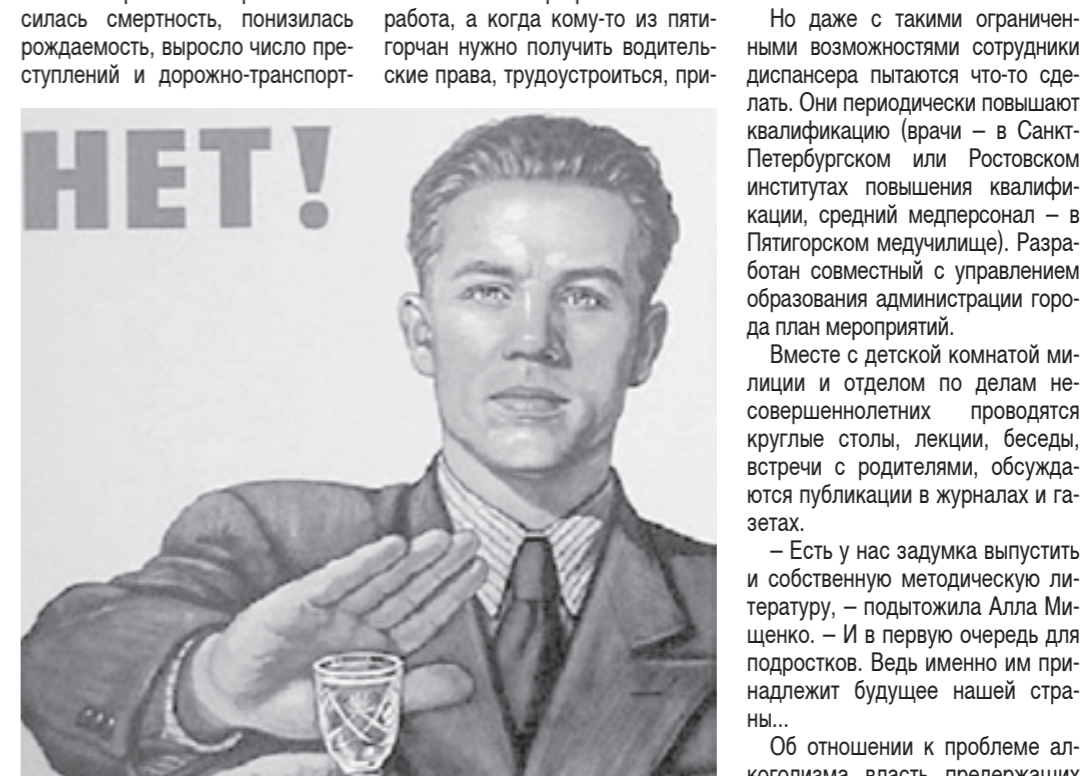 силась смертность, понизилась
рождаемость, выросло число пре-
ступлений и дорожно-транспорт-
работа, а когда кому-то из пяти-
горчан нужно получить водитель-
ские права, трудоустроиться, при-
НЕТ!
Но даже с такими ограничен-
ными возможностями сотрудники
диспансера пытаются что-то сде-
лать. Они периодически повышают
квалификацию (врачи – в Санкт-
Петербургском или Ростовском
институтах повышения квалифи-
кации, средний медперсонал – в
Пятигорском медучилище). Разра-
ботан совместный с управлением
образования администрации горо-
да план мероприятий.
Вместе с детской комнатой ми-
лиции и отделом по делам не-
совершеннолетних проводятся
круглые столы, лекции, беседы,
встречи с родителями, обсужда-
ются публикации в журналах и га-
зетах.
– Есть у нас задумка выпустить
и собственную методическую ли-
тературу, – подытожила Алла Ми-
щенко. – И в первую очередь для
подростков. Ведь именно им при-
надлежит будущее нашей стра-
ны...
Об отношении к проблеме ал-
коголизма власть предержащих